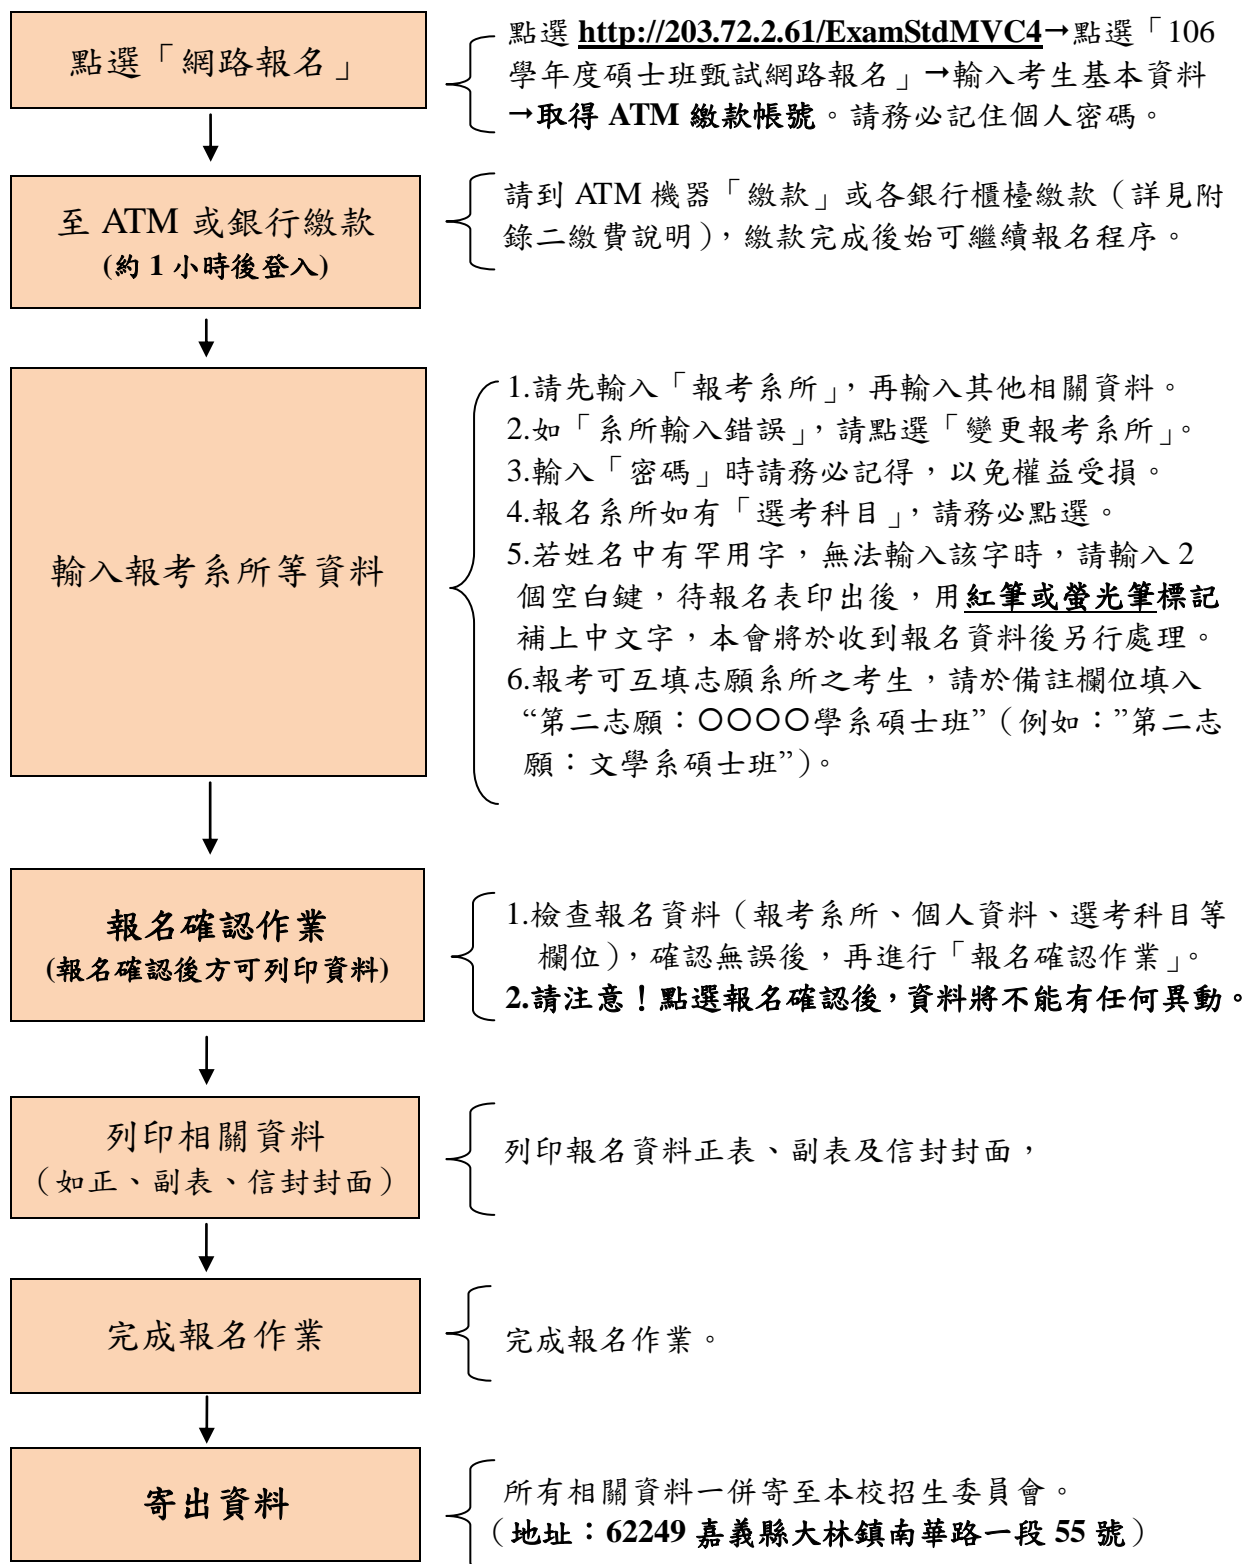 點選「網路報名」
點選 http://203.72.2.61/ExamStdMVC4→點選「106
學年度碩士班甄試網路報名」→輸入考生基本資料
→取得 ATM 繳款帳號。請務必記住個人密碼。
至 ATM 或銀行繳款
(約 1 小時後登入)
請到 ATM 機器「繳款」或各銀行櫃檯繳款（詳見附
錄二繳費說明），繳款完成後始可繼續報名程序。
輸入報考系所等資料
1.請先輸入「報考系所」，再輸入其他相關資料。
2.如「系所輸入錯誤」，請點選「變更報考系所」。
3.輸入「密碼」時請務必記得，以免權益受損。
4.報名系所如有「選考科目」，請務必點選。
5.若姓名中有罕用字，無法輸入該字時，請輸入 2
個空白鍵，待報名表印出後，用紅筆或螢光筆標記
補上中文字，本會將於收到報名資料後另行處理。
6.報考可互填志願系所之考生，請於備註欄位填入
“第二志願：○○○○學系碩士班”（例如：”第二志
願：文學系碩士班”）。
報名確認作業
(報名確認後方可列印資料)
1.檢查報名資料（報考系所、個人資料、選考科目等
欄位），確認無誤後，再進行「報名確認作業」。
2.請注意！點選報名確認後，資料將不能有任何異動。
列印相關資料
（如正、副表、信封封面）
列印報名資料正表、副表及信封封面，
完成報名作業
完成報名作業。
寄出資料
所有相關資料一併寄至本校招生委員會。
（地址：62249 嘉義縣大林鎮南華路一段 55 號）